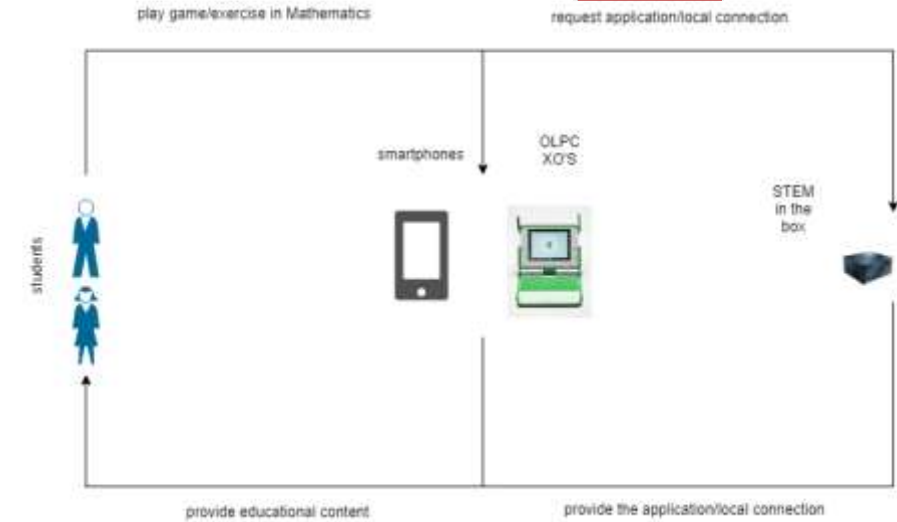 play game/exercise in Mathematics
request application/local connection
smartphones
OLPC
XO'S
STEM
in the
box
students
provide educational content
provide the application/local connection